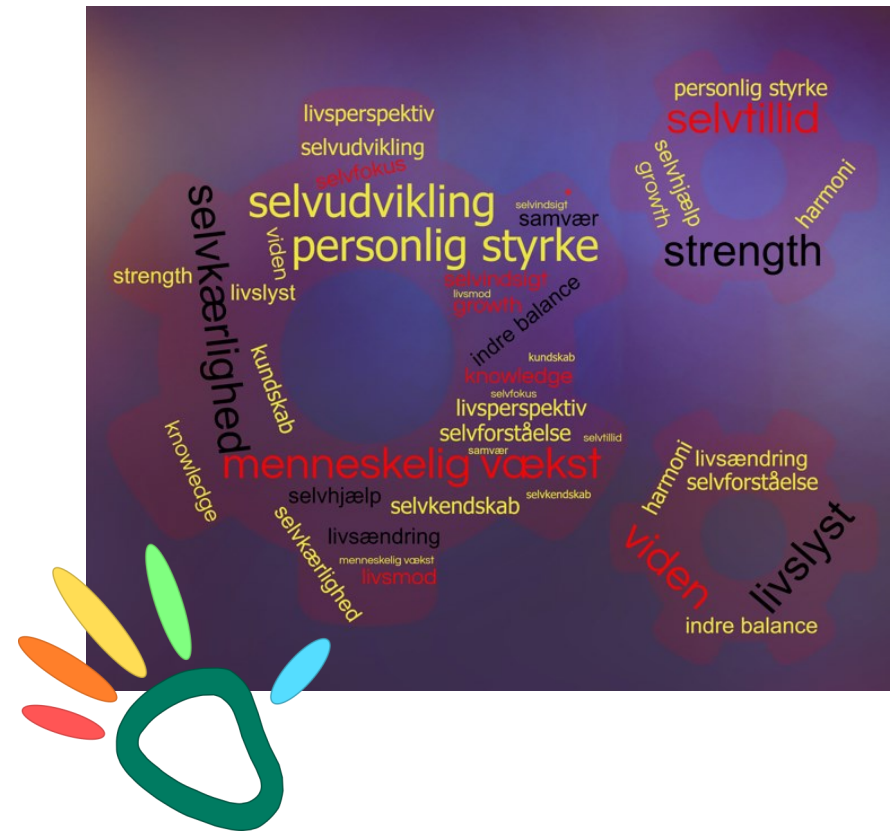 livsperspektiv
selvudvikling
selvfokus
selvudvikling
selvindsigt
samvær
personlig styrke
viden
selvkærlighed
strength
livslyst
selvindsigt
livsmod
growth
indre balance
kundskab
kundskab
knowledge
selvfokus
livsperspektiv
selvforståelse
selvtillid
samvær
menneskelig vækst
knowledge
selvhjælp
selvkendskab
selvkendskab
selvkærlighed
livsændring
menneskelig vækst
livsmod
personlig styrke
selvtillid
selvhjælp
growth
harmoni
strength
harmoni
livsændring
selvforståelse
viden
livslyst
indre balance